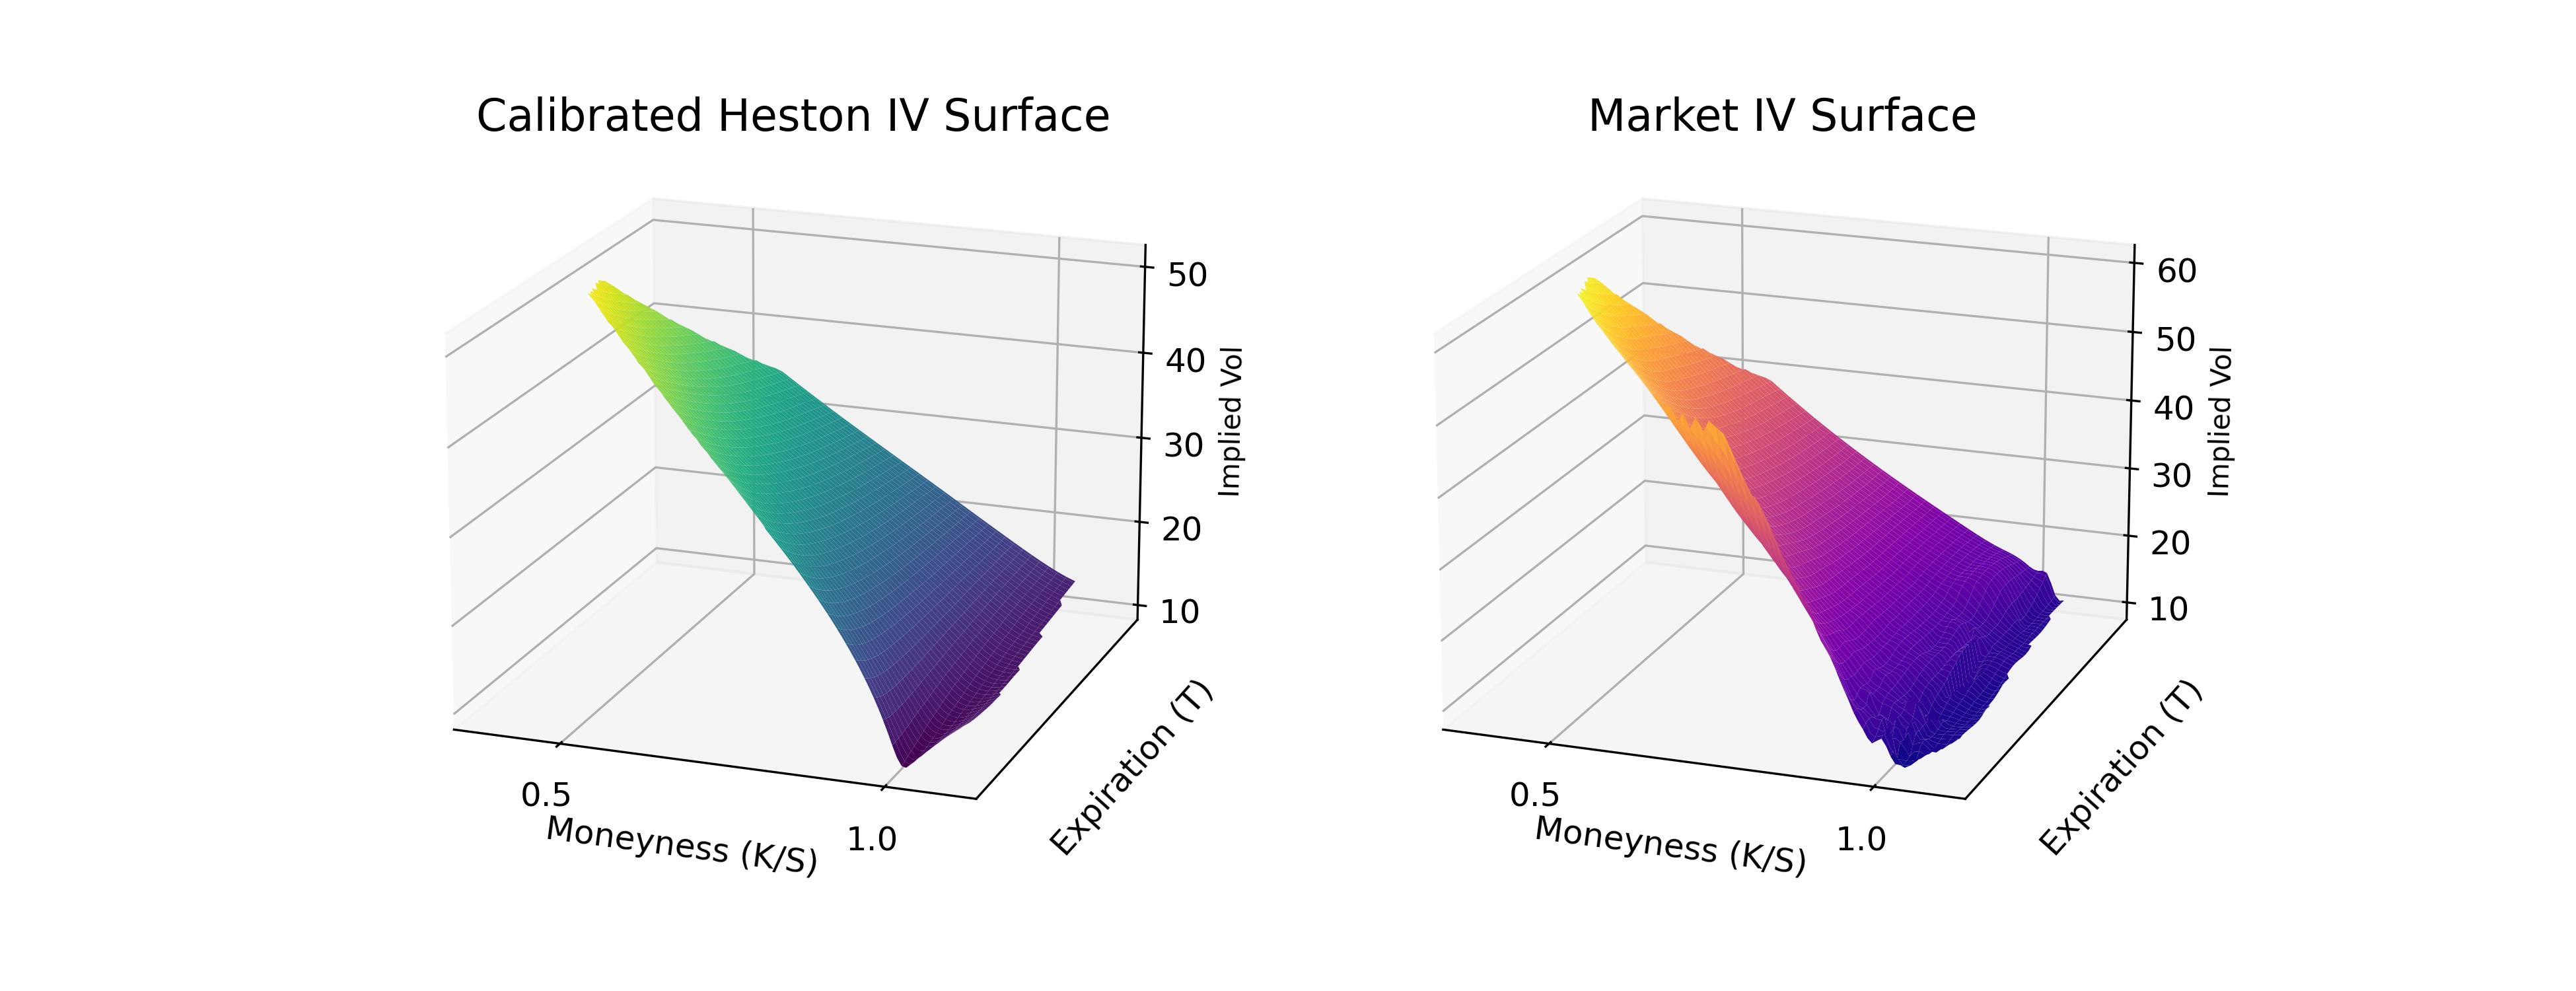 Calibrated Heston IV Surface
50
40
30
20
10
Implied Vol
0.5
1.0
Moneyness (K/S)
Expiration (T)
Market IV Surface
60
50
40
30
20
10
Implied Vol
0.5
1.0
Moneyness (K/S)
Expiration (T)